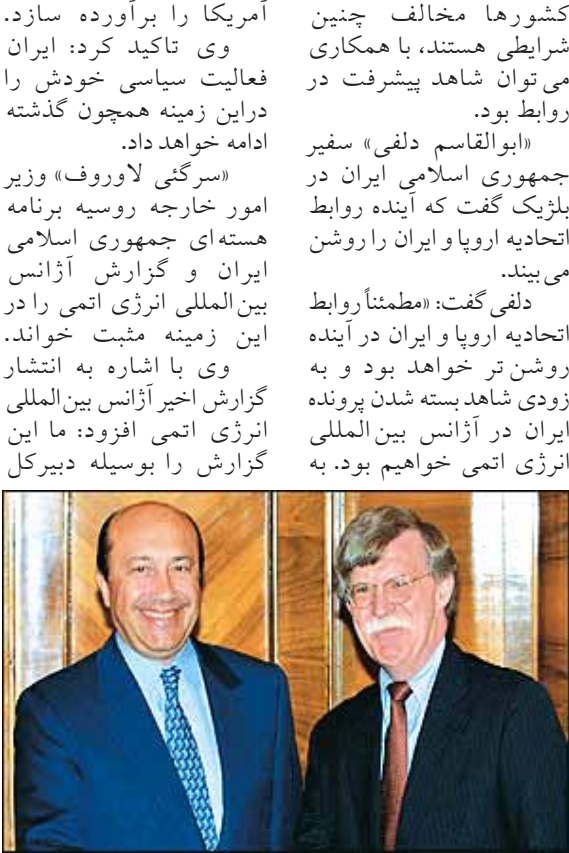 کشورها مخالف چنین
شرایطی هستند، با همکاری
می توان شاهد پیشرفت در
روابط بود.
«ابوالقاسم دلفی» سفیر
جمهوری اسلامی ایران در
بلژیک گفت که آینده روابط
اتحادیه اروپا و ایران را روشن
می بیند.
دلفی گفت: «مطمئناً روابط
اتحادیه اروپا و ایران در آینده
روشن تر خواهد بود و به
زودی شاهد بسته شدن پرونده
ایران در آژانس بین المللی
انرژی اتمی خواهیم بود. به
آمریکا را برآورده سازد.
وی تاکید کرد: ایران
فعالیت سیاسی خودش را
دراین زمینه همچون گذشته
ادامه خواهد داد.
«سرگئی لاوروف» وزیر
امور خارجه روسیه برنامه
هسته ای جمهوری اسلامی
ایران و گزارش آژانس
بین المللی انرژی اتمی را در
این زمینه مثبت خواند.
وی با اشاره به انتشار
گزارش اخیر آژانس بین المللی
انرژی اتمی افزود: ما این
گزارش را بوسیله دبیرکل